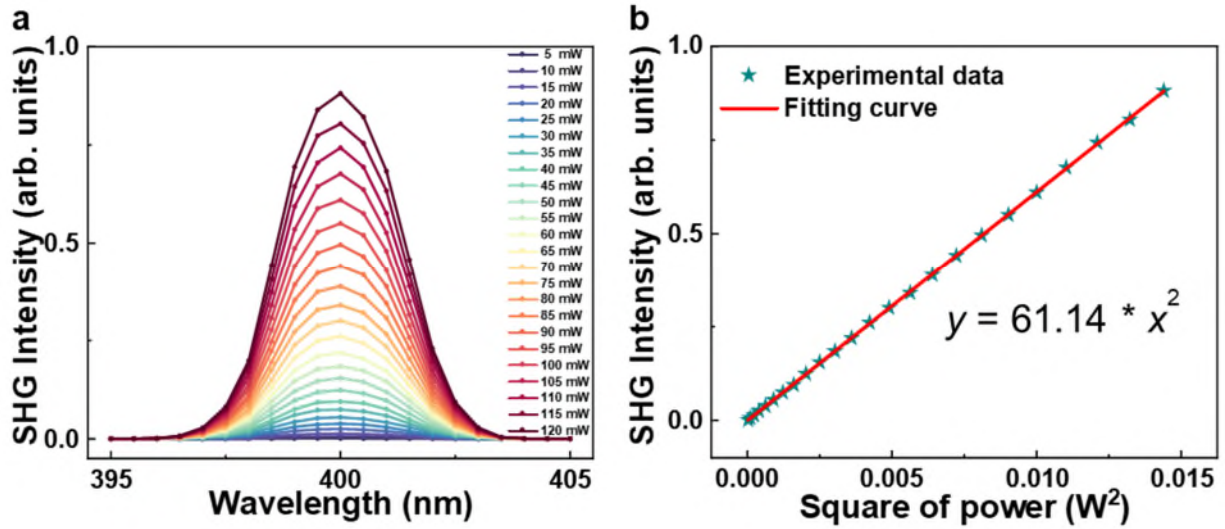 a
SHG Intensity (arb. units)
1.0
0.5
0.0
395
400
405
Wavelength (nm)
5 mW
10 mW
15 mW
20 mW
25 mW
30 mW
35 mW
40 mW
45 mW
50 mW
55 mW
60 mW
65 mW
70 mW
75 mW
80 mW
85 mW
90 mW
95 mW
100 mW
105 mW
110 mW
115 mW
120 mW
b
SHG Intensity (arb. units)
1.0
0.5
0.0
Experimental data
Fitting curve
y = 61.14 * x²
0.000
0.005
0.010
0.015
Square of power (W²)